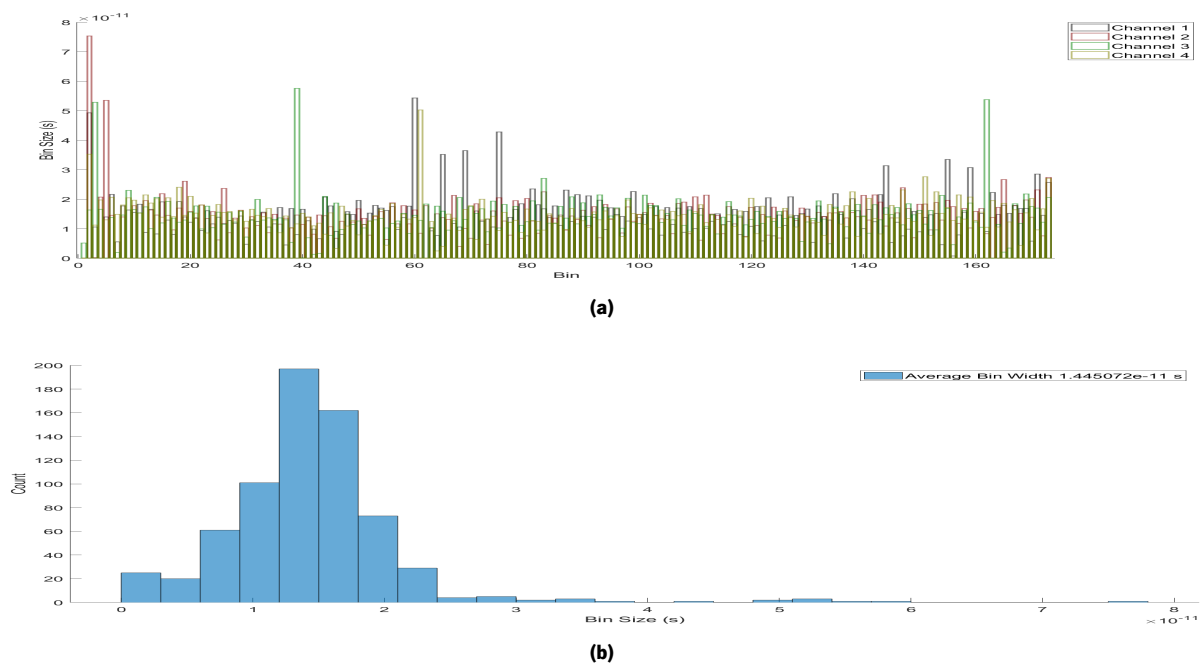 × 10⁻¹¹
8
7
6
5
4
3
2
1
0
Bin Size (s)
0 20 40 60 80 100 120 140 160
Bin
Channel 1
Channel 2
Channel 3
Channel 4
(a)
200
180
160
140
120
100
80
60
40
20
0
Count
Average Bin Width 1.445072e-11 s
0 1 2 3 4 5 6 7 8
Bin Size (s)
× 10⁻¹¹
(b)